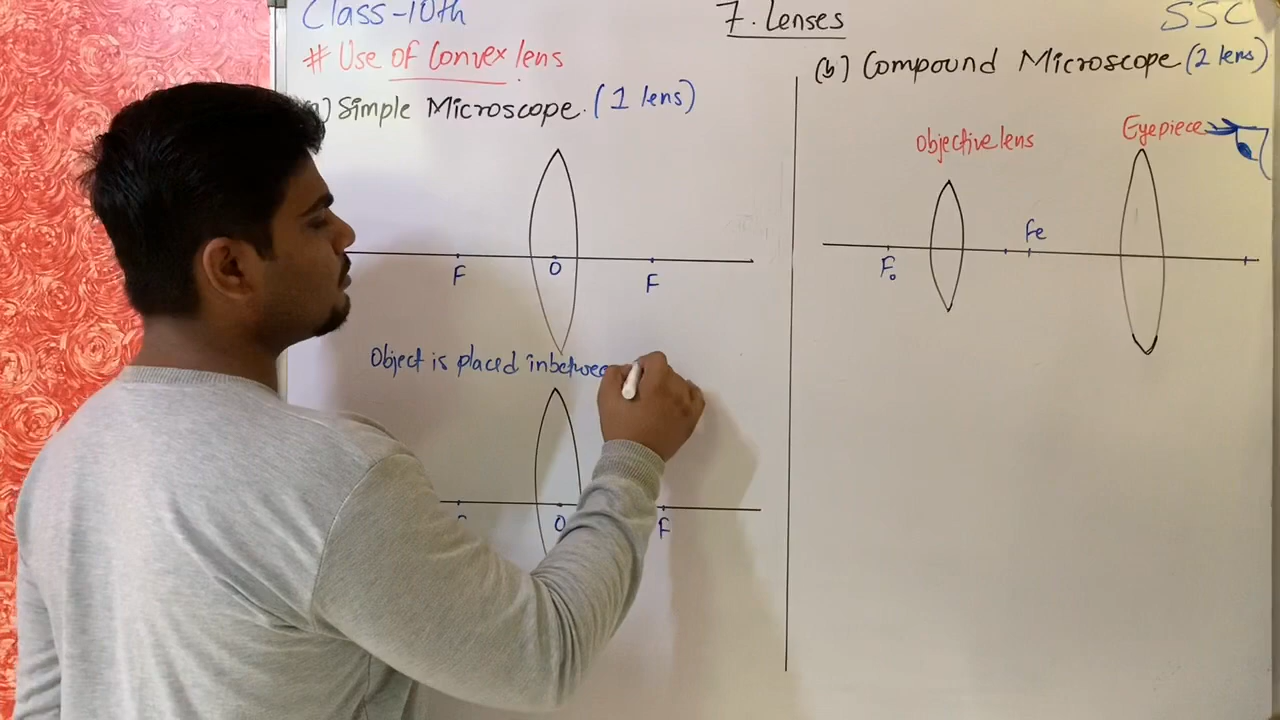 Class-10th
7. Lenses
SSC
# Use of Convex lens
a) Simple Microscope. (1 lens)
F
O
F
Object is placed inbetwee
O
F
(b) Compound Microscope (2 lens)
Objective lens
Eyepiece
Fo
Fe